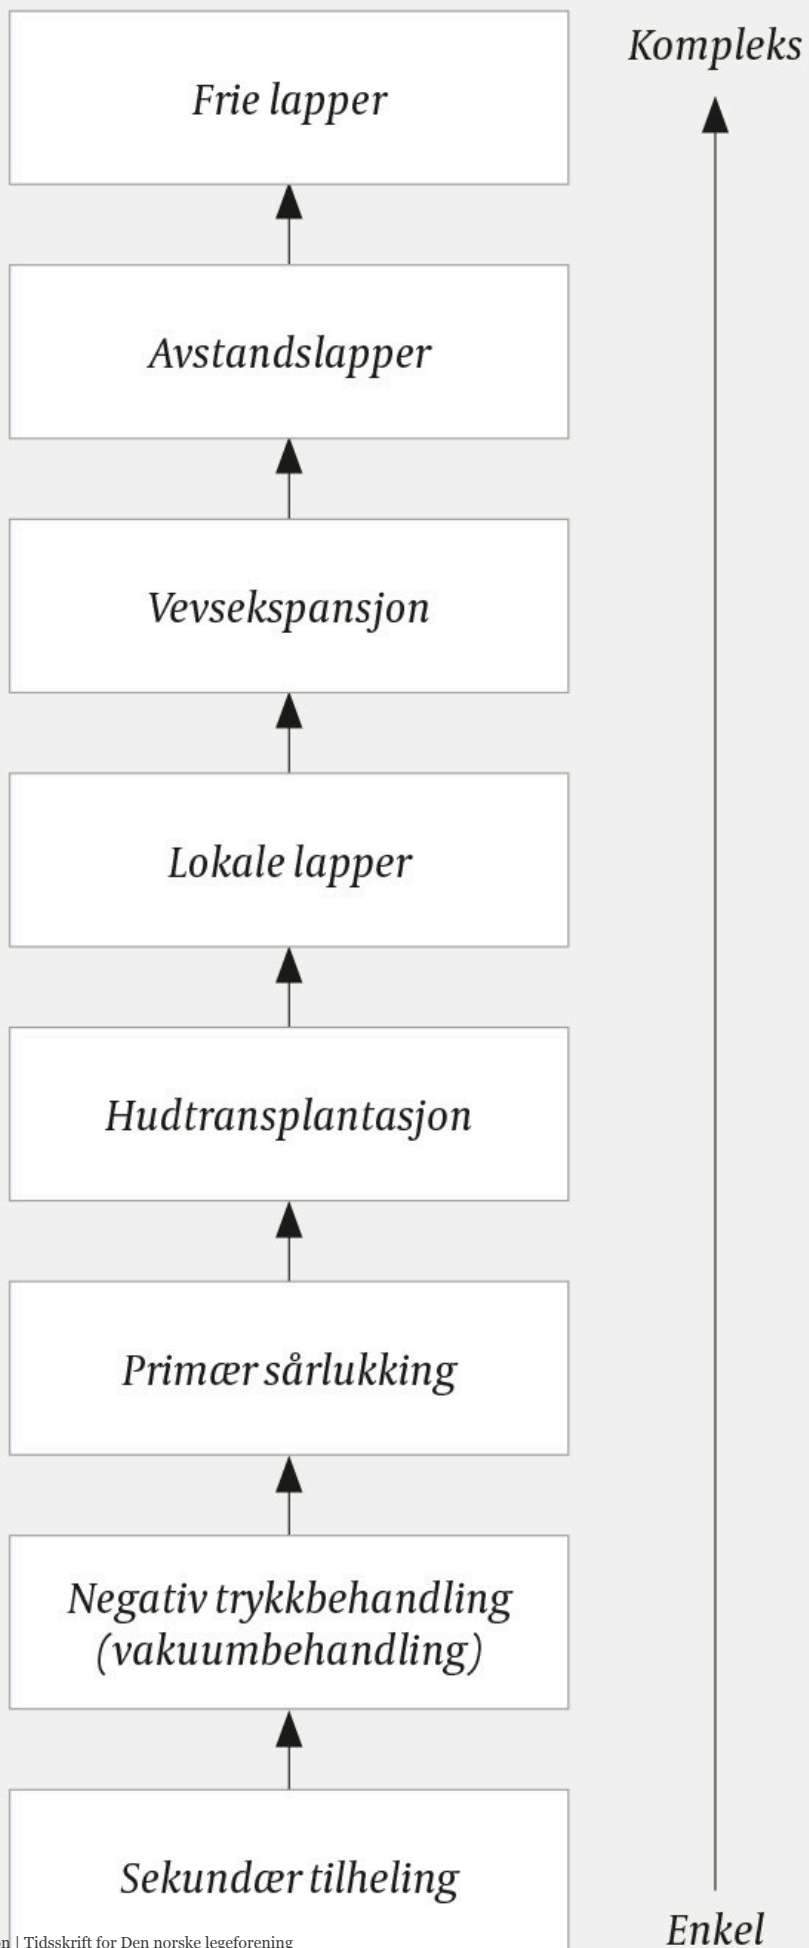 Kompleks
Frie lapper
Avstandslapper
Vevsekspansjon
Lokale lapper
Hudtransplantasjon
Primær sårlukking
Negativ trykkbehandling
(vakuumbehandling)
Sekundær tilheling
Enkel
| Tidsskrift for Den norske legeforening